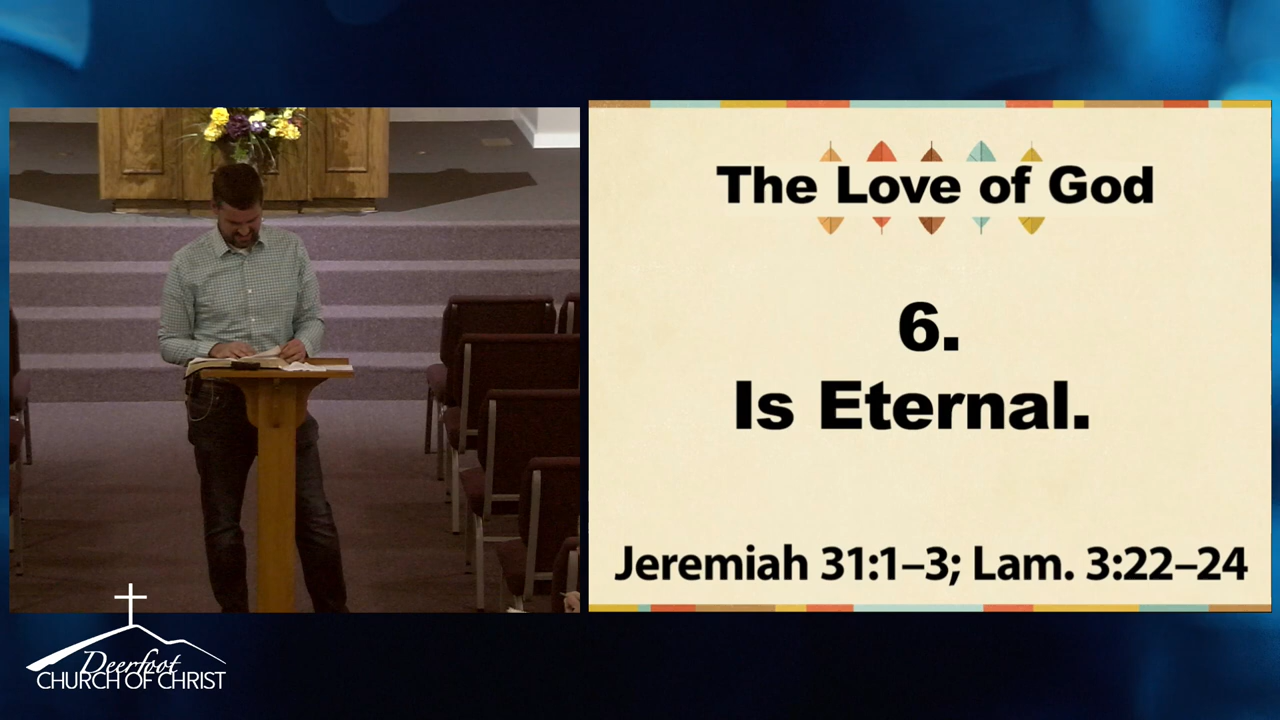 The Love of God
6.
Is Eternal.
Jeremiah 31:1–3; Lam. 3:22–24
Deerfoot
CHURCH OF CHRIST